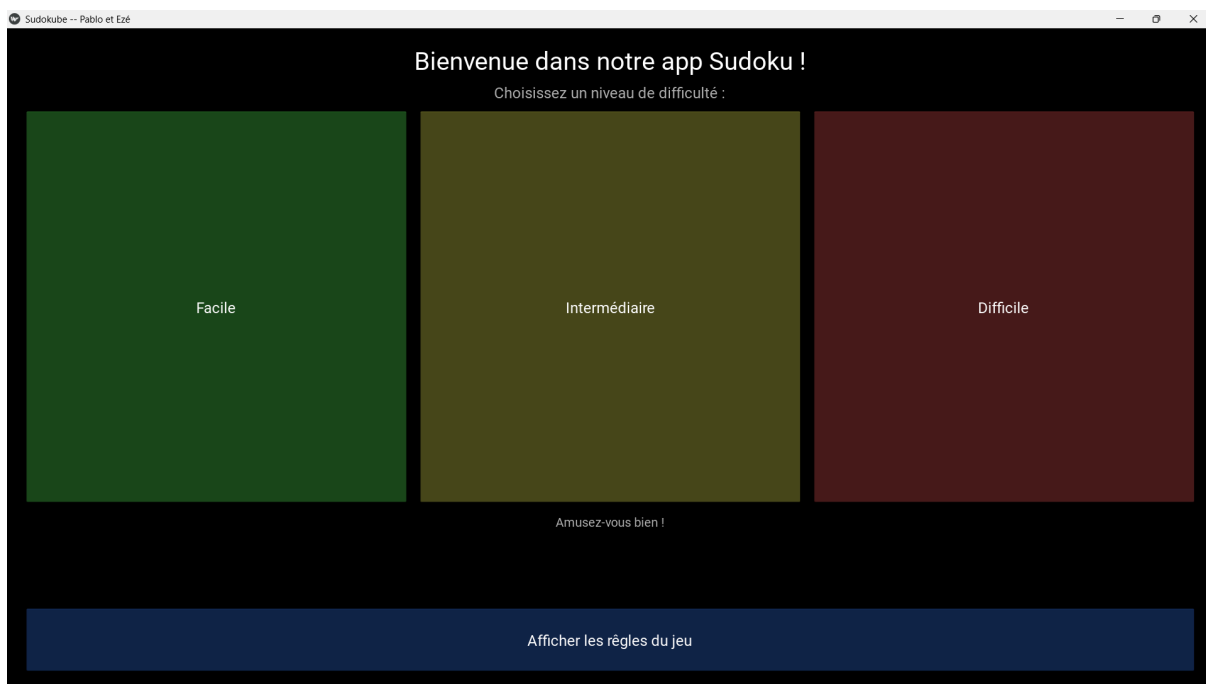 Sudokube -- Pablo et Ezé
Bienvenue dans notre app Sudoku !
Choisissez un niveau de difficulté :
Facile
Intermédiaire
Difficile
Amusez-vous bien !
Afficher les rêgles du jeu